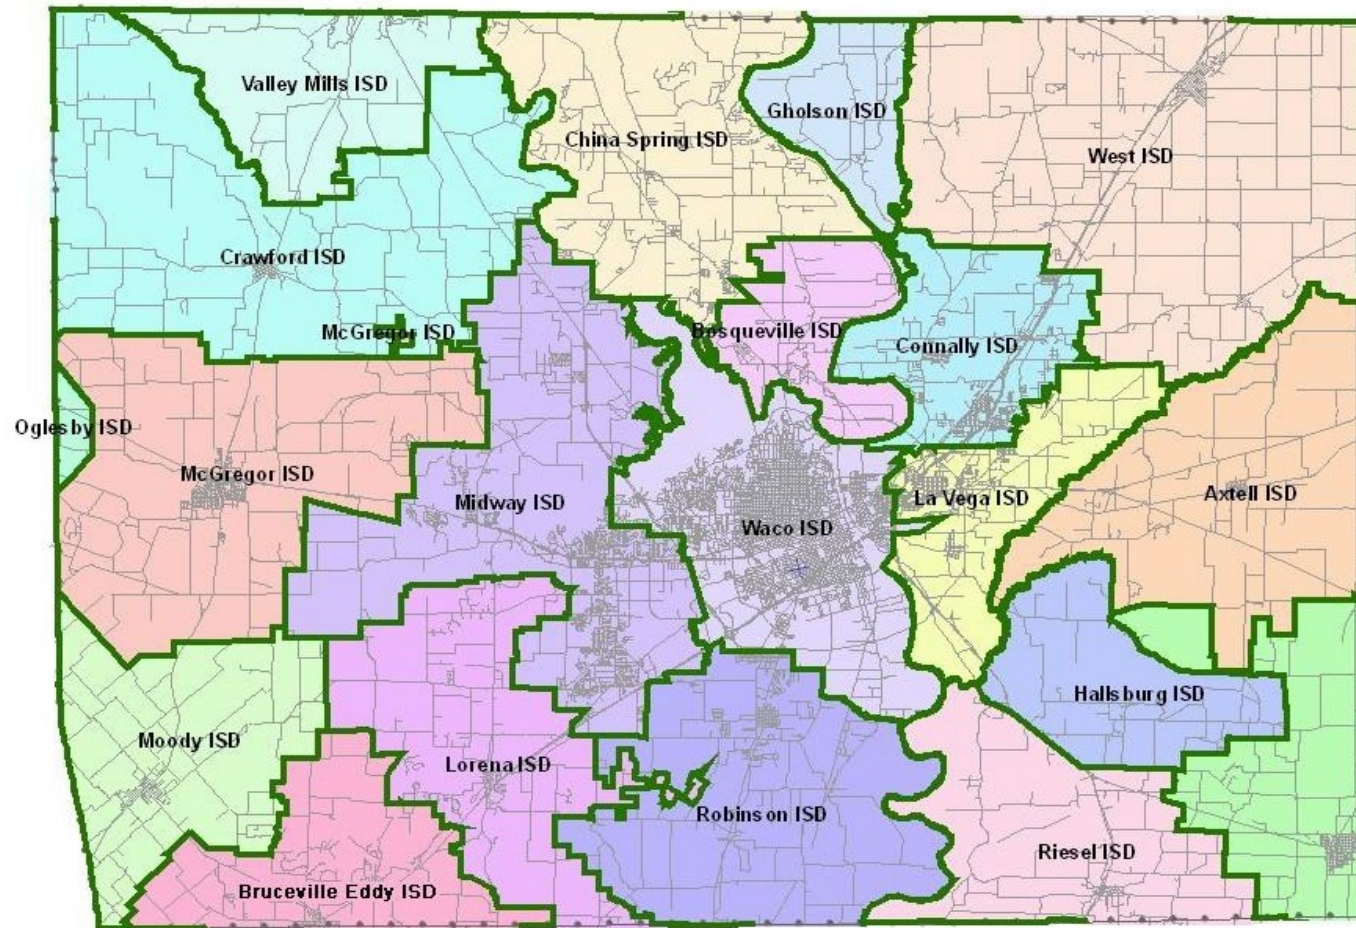 Valley Mills ISD
Gholson ISD
China Spring ISD
West ISD
Crawford ISD
McGregor ISD
Bosqueville ISD
Connally ISD
Oglesby ISD
McGregor ISD
Midway ISD
La Vega ISD
Axtell ISD
Waco ISD
Hallsburg ISD
Moody ISD
Lorena ISD
Robinson ISD
Riesel ISD
Bruceville Eddy ISD